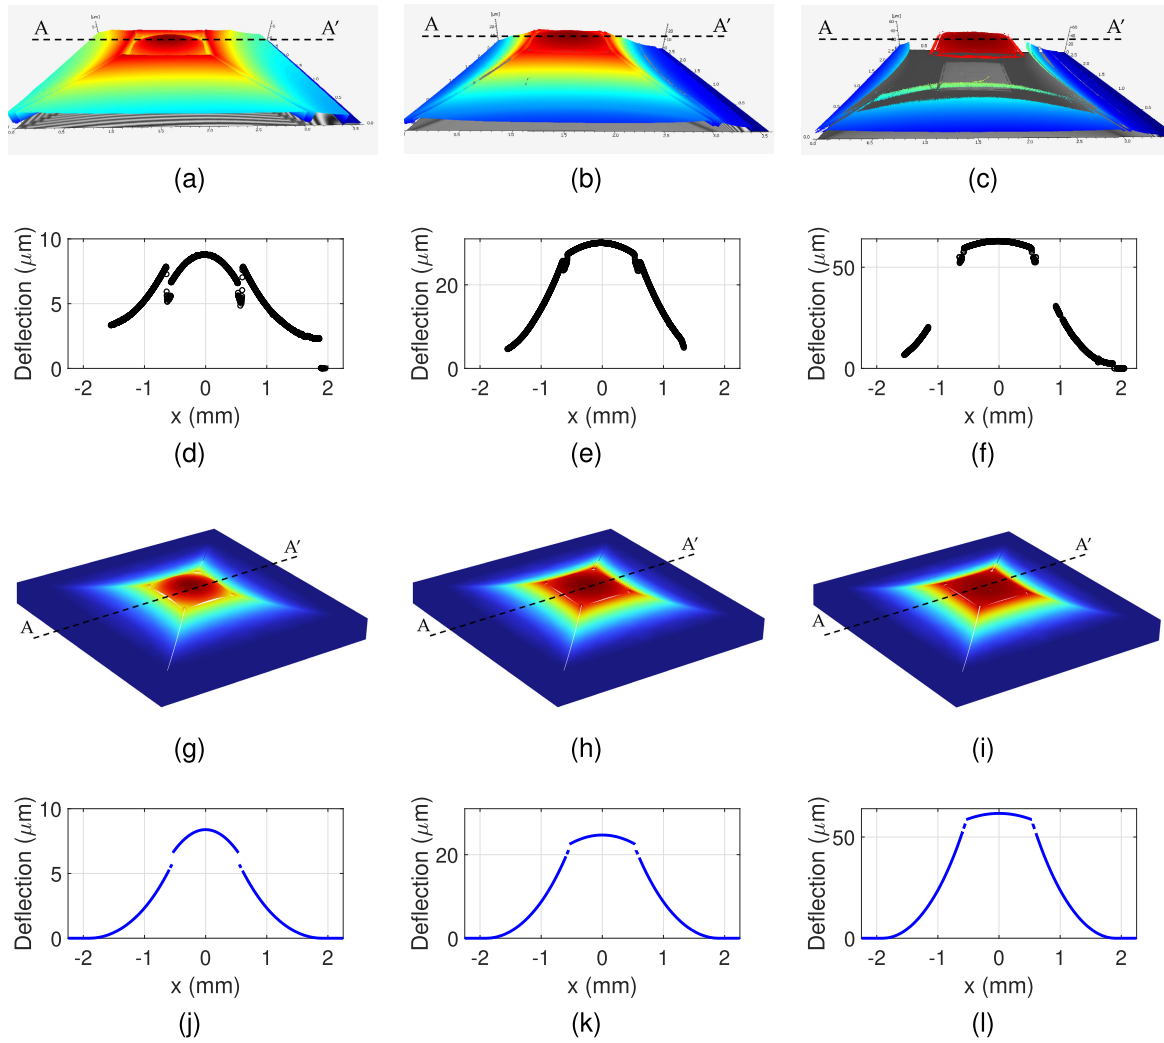 A A′ A A′ A A′
(a) (b) (c)
10
5
0
Deflection (μm)
-2 -1 0 1 2
x (mm)
(d)
20
0
Deflection (μm)
-2 -1 0 1 2
x (mm)
(e)
50
0
Deflection (μm)
-2 -1 0 1 2
x (mm)
(f)
A A′ A A′ A A′
(g) (h) (i)
10
5
0
Deflection (μm)
-2 -1 0 1 2
x (mm)
(j)
20
0
Deflection (μm)
-2 -1 0 1 2
x (mm)
(k)
50
0
Deflection (μm)
-2 -1 0 1 2
x (mm)
(l)